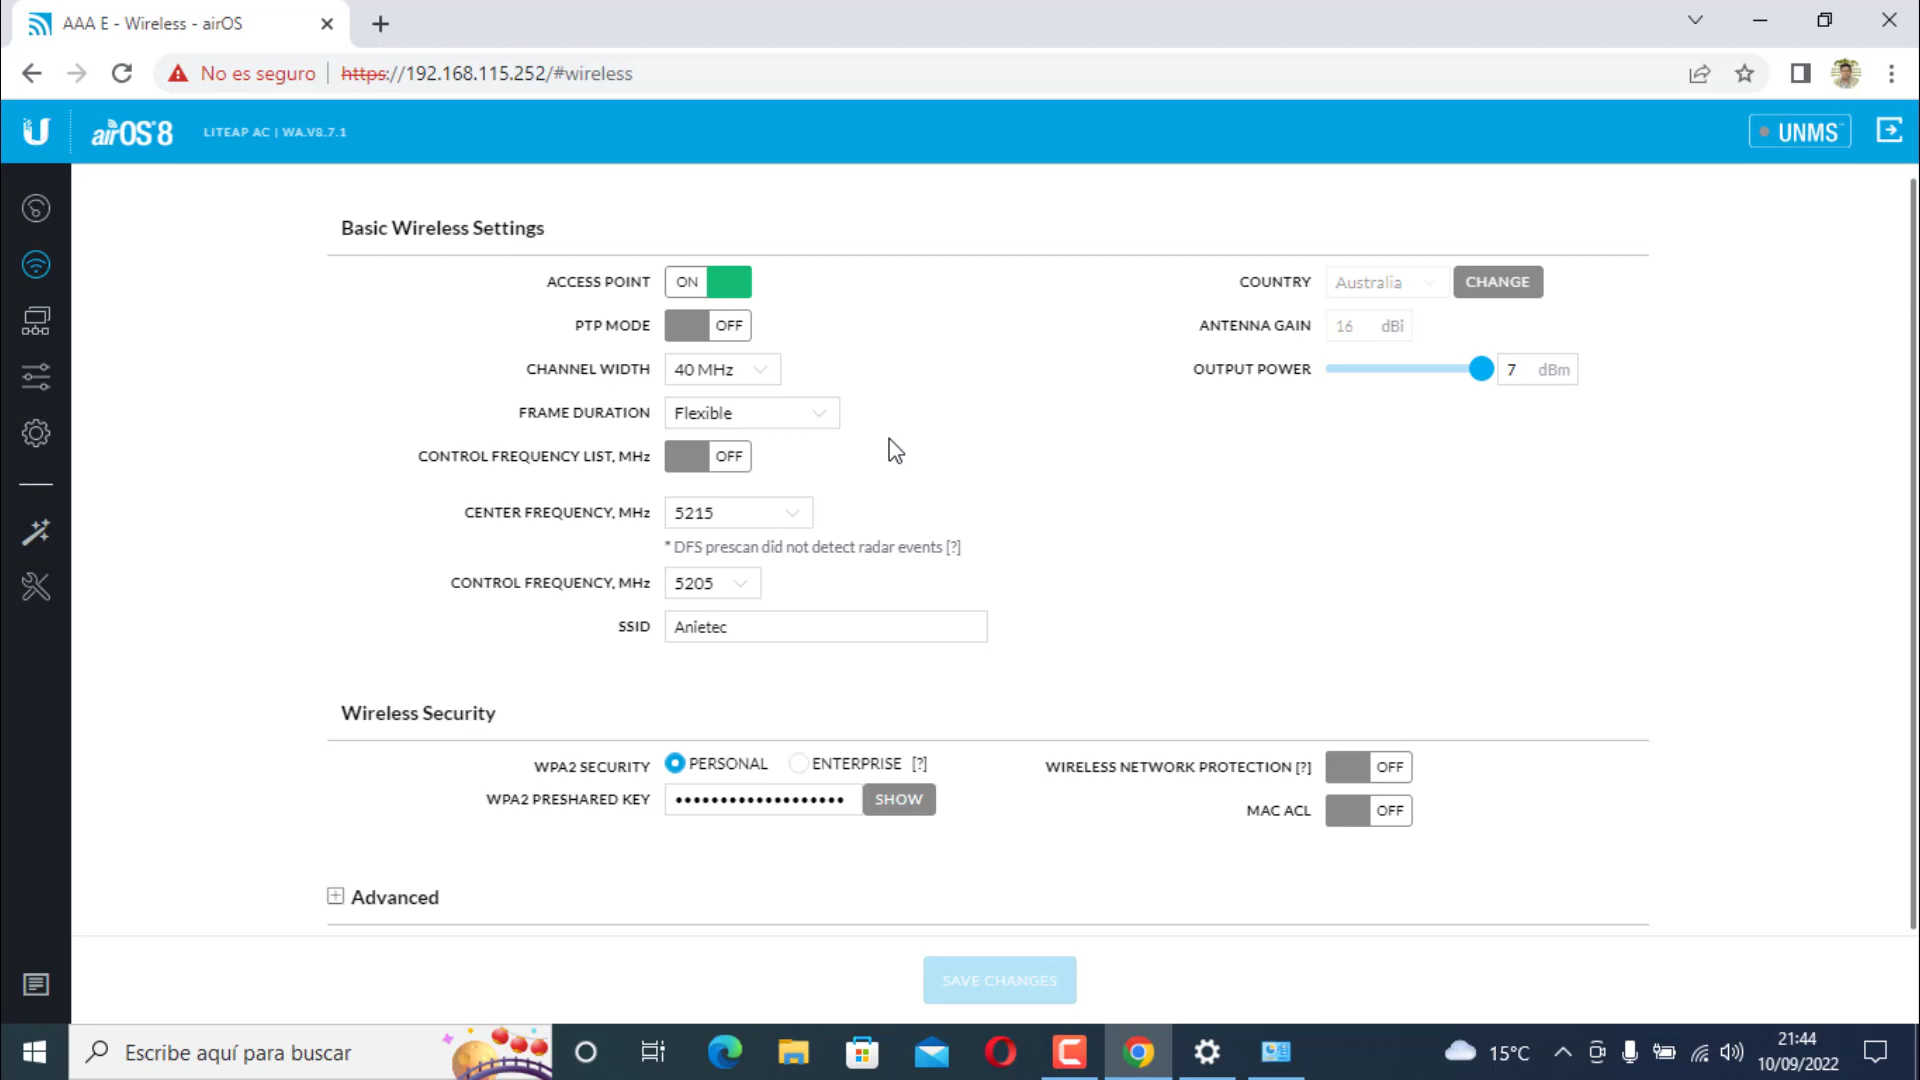 AAA E - Wireless - airOS
No es seguro
https://192.168.115.252/#wireless
airOS 8
LITEAP AC | WA.V8.7.1
UNMS
Basic Wireless Settings
ACCESS POINT ON
COUNTRY Australia CHANGE
PTP MODE OFF
ANTENNA GAIN 16 dBi
CHANNEL WIDTH 40 MHz
OUTPUT POWER 7 dBm
FRAME DURATION Flexible
CONTROL FREQUENCY LIST, MHz OFF
CENTER FREQUENCY, MHz 5215
* DFS prescan did not detect radar events [?]
CONTROL FREQUENCY, MHz 5205
SSID Anietec
Wireless Security
WPA2 SECURITY PERSONAL ENTERPRISE [?]
WIRELESS NETWORK PROTECTION [?] OFF
WPA2 PRESHARED KEY ••••••••••••••••••• SHOW
MAC ACL OFF
Advanced
SAVE CHANGES
Escribe aquí para buscar
15°C
21:44
10/09/2022